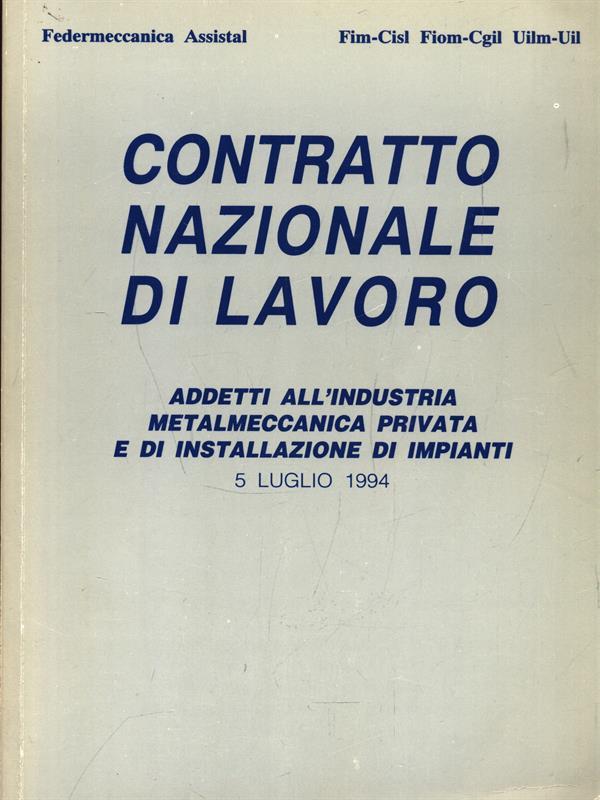 Federmeccanica Assistal Fim-Cisl Fiom-Cgil Uilm-Uil
CONTRATTO
NAZIONALE
DI LAVORO
ADDETTI ALL'INDUSTRIA
METALMECCANICA PRIVATA
E DI INSTALLAZIONE DI IMPIANTI
5 LUGLIO 1994